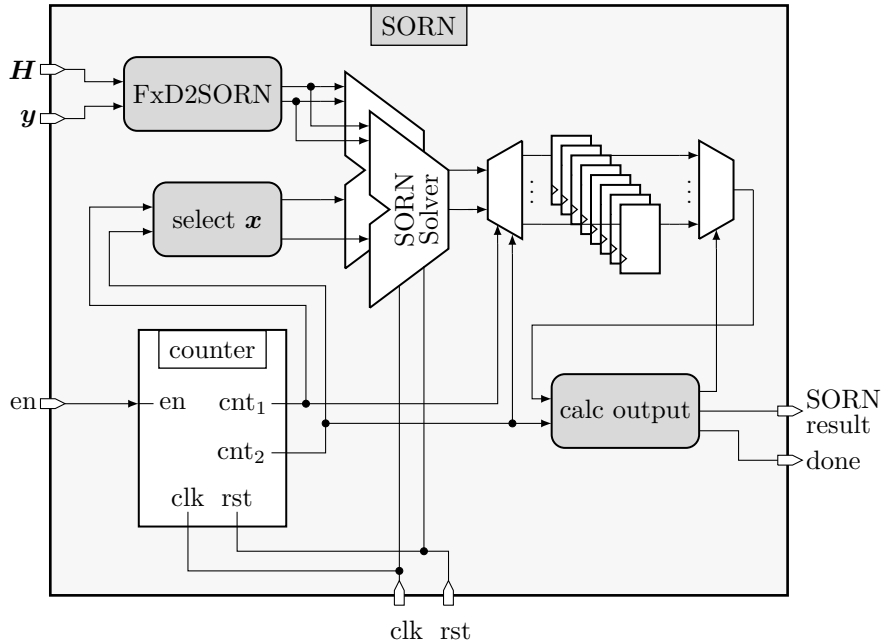 SORN
H
y
FxD2SORN
select x
SORN
Solver
counter
en
en
cnt1
cnt2
clk
rst
calc output
SORN
result
done
clk
rst